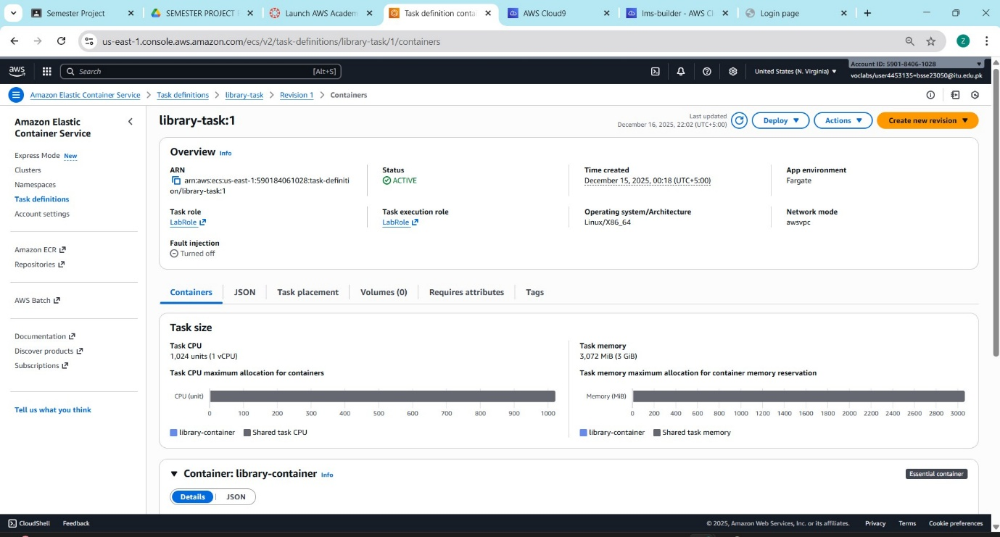 Semester Project
SEMESTER PROJECT
Launch AWS Academ
Task definition conta
AWS Cloud9
lms-builder - AWS Cl
Login page
us-east-1.console.aws.amazon.com/ecs/v2/task-definitions/library-task/1/containers
Z
aws
Search
[Alt+S]
United States (N. Virginia)
Account ID: 5901-8406-1028
voclabs/user4453135=bsse23050@itu.edu.pk
Amazon Elastic Container Service > Task definitions > library-task > Revision 1 > Containers
Amazon Elastic
Container Service
Express Mode New
Clusters
Namespaces
Task definitions
Account settings
Amazon ECR
Repositories
AWS Batch
Documentation
Discover products
Subscriptions
Tell us what you think
library-task:1
Last updated
December 16, 2025, 22:02 (UTC+5:00)
Deploy
Actions
Create new revision
Overview Info
ARN
arn:aws:ecs:us-east-1:590184061028:task-definiti
on/library-task:1
Status
ACTIVE
Time created
December 15, 2025, 00:18 (UTC+5:00)
App environment
Fargate
Task role
LabRole
Task execution role
LabRole
Operating system/Architecture
Linux/X86_64
Network mode
awsvpc
Fault injection
Turned off
Containers
JSON
Task placement
Volumes (0)
Requires attributes
Tags
Task size
Task CPU
1,024 units (1 vCPU)
Task CPU maximum allocation for containers
CPU (unit)
0 100 200 300 400 500 600 700 800 900 1000
library-container Shared task CPU
Task memory
3,072 MiB (3 GiB)
Task memory maximum allocation for container memory reservation
Memory (MiB)
0 200 400 600 800 1000 1200 1400 1600 1800 2000 2200 2400 2600 2800 3000
library-container Shared task memory
Container: library-container Info
Essential container
Details
JSON
CloudShell
Feedback
© 2025, Amazon Web Services, Inc. or its affiliates.
Privacy
Terms
Cookie preferences